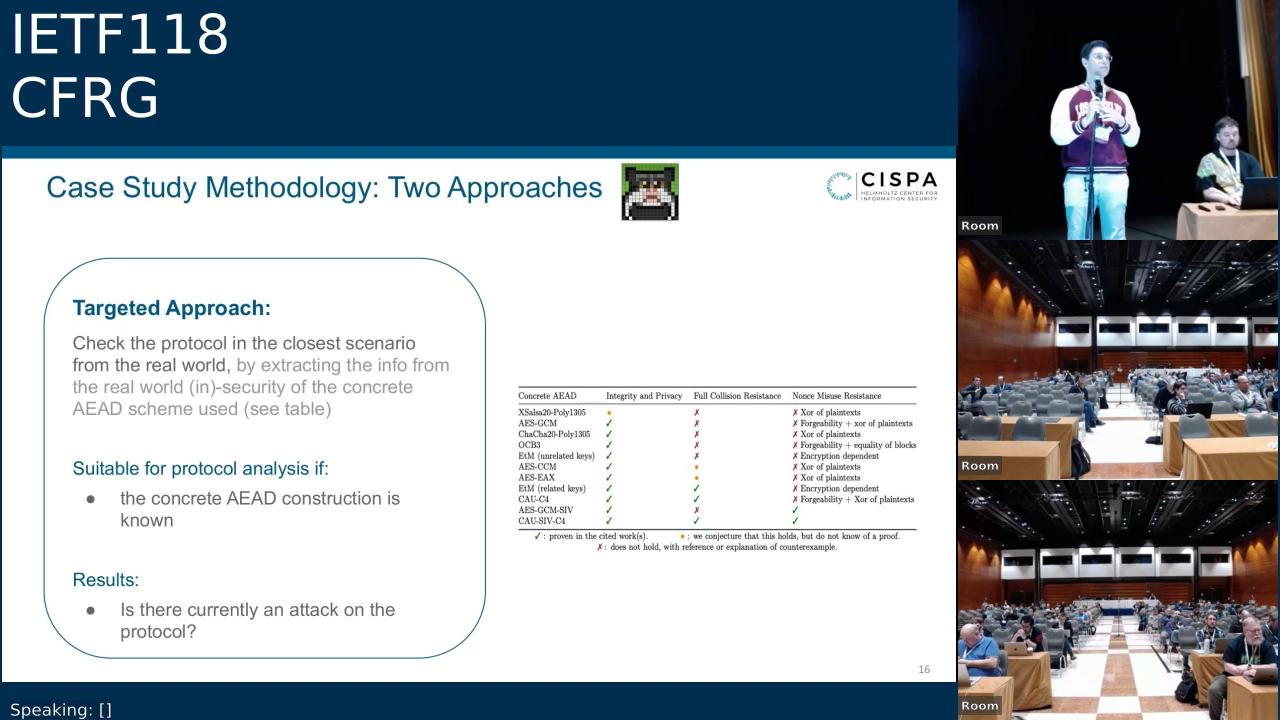 IETF118
CFRG
Case Study Methodology: Two Approaches
CISPA
HELMHOLTZ CENTER FOR
INFORMATION SECURITY
Targeted Approach:
Check the protocol in the closest scenario
from the real world, by extracting the info from
the real world (in)-security of the concrete
AEAD scheme used (see table)
Suitable for protocol analysis if:
● the concrete AEAD construction is
known
Results:
● Is there currently an attack on the
protocol?
Concrete AEAD Integrity and Privacy Full Collision Resistance Nonce Misuse Resistance
XSalsa20-Poly1305 • ✗ ✗ Xor of plaintexts
AES-GCM ✓ ✗ ✗ Forgeability + xor of plaintexts
ChaCha20-Poly1305 ✓ ✗ ✗ Xor of plaintexts
OCB3 ✓ ✗ ✗ Forgeability + equality of blocks
EtM (unrelated keys) ✓ ✗ ✗ Encryption dependent
AES-CCM ✓ • ✗ Xor of plaintexts
AES-EAX ✓ • ✗ Xor of plaintexts
EtM (related keys) ✓ ✓ ✗ Encryption dependent
CAU-C4 ✓ ✓ ✗ Forgeability + Xor of plaintexts
AES-GCM-SIV ✓ ✗ ✓
CAU-SIV-C4 ✓ ✓ ✓
✓ : proven in the cited work(s). • : we conjecture that this holds, but do not know of a proof.
✗ : does not hold, with reference or explanation of counterexample.
16
Speaking: []
Room
Room
Room